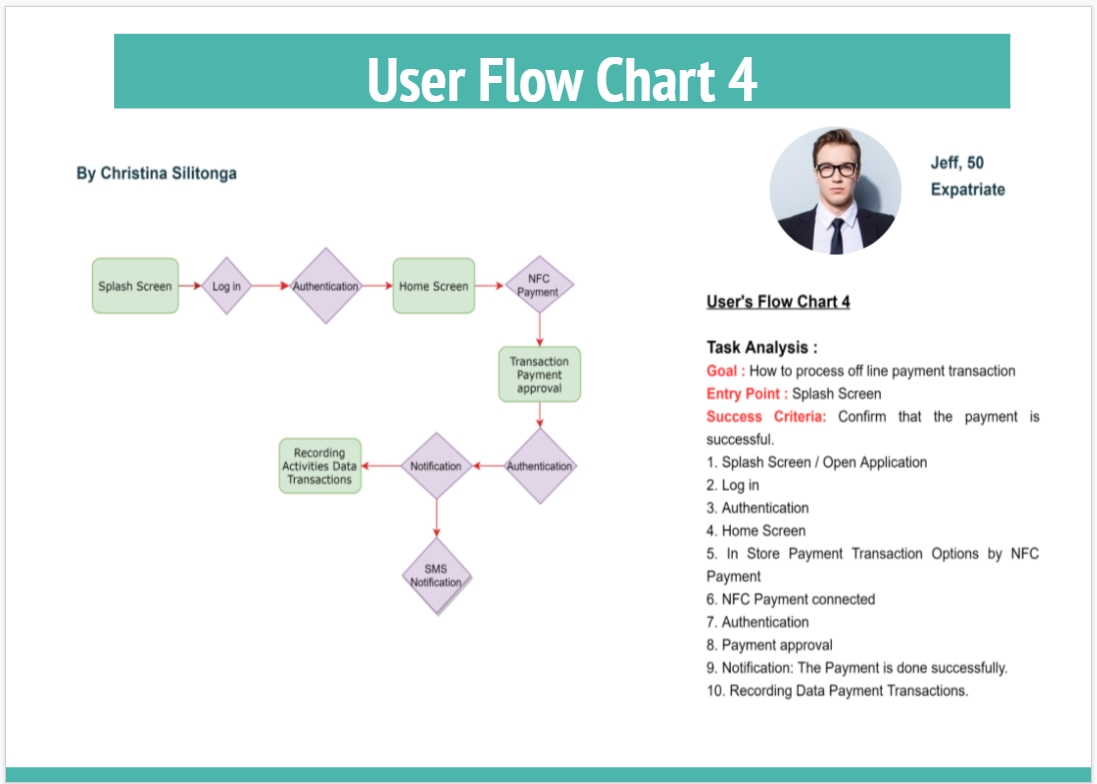 User Flow Chart 4
By Christina Silitonga
Jeff, 50
Expatriate
Splash Screen
Log in
Authentication
Home Screen
NFC
Payment
Transaction
Payment
approval
Authentication
Notification
Recording
Activities Data
Transactions
SMS
Notification
User's Flow Chart 4
Task Analysis :
Goal : How to process off line payment transaction
Entry Point : Splash Screen
Success Criteria: Confirm that the payment is
successful.
1. Splash Screen / Open Application
2. Log in
3. Authentication
4. Home Screen
5. In Store Payment Transaction Options by NFC
Payment
6. NFC Payment connected
7. Authentication
8. Payment approval
9. Notification: The Payment is done successfully.
10. Recording Data Payment Transactions.